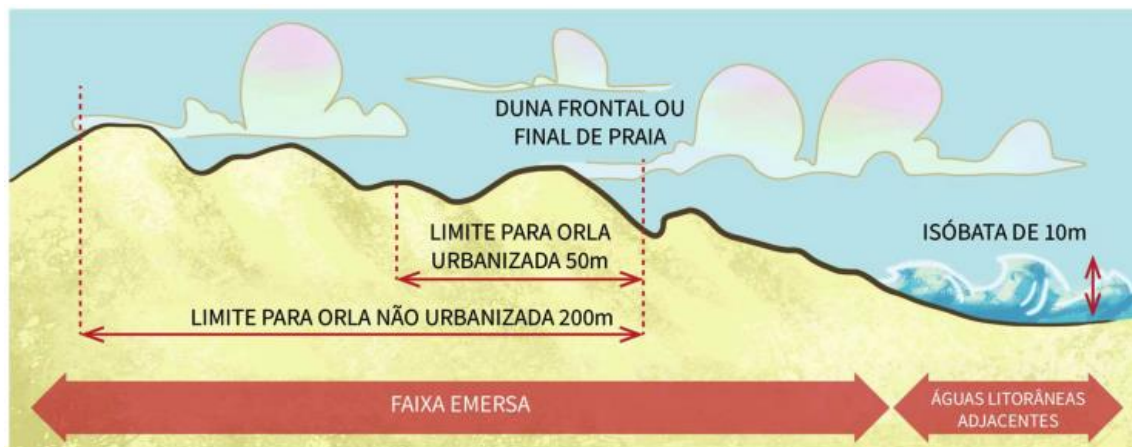 DUNA FRONTAL OU
FINAL DE PRAIA
LIMITE PARA ORLA
URBANIZADA 50m
ISÓBATA DE 10m
LIMITE PARA ORLA NÃO URBANIZADA 200m
FAIXA EMERSA
ÁGUAS LITORÂNEAS
ADJACENTES